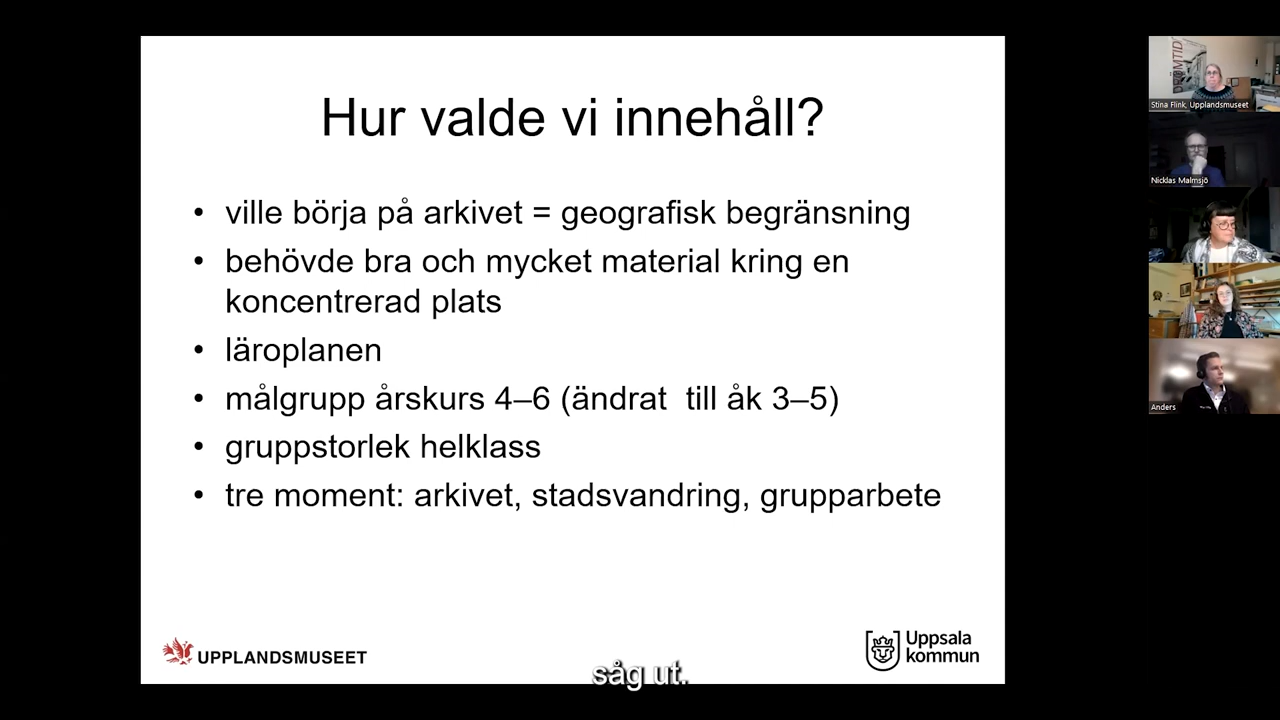 Hur valde vi innehåll?
• ville börja på arkivet = geografisk begränsning
• behövde bra och mycket material kring en
koncentrerad plats
• läroplanen
• målgrupp årskurs 4–6 (ändrat  till åk 3–5)
• gruppstorlek helklass
• tre moment: arkivet, stadsvandring, grupparbete
UPPLANDSMUSEET
Uppsala
kommun
såg ut.
Stina Flink, Upplandsmuseet
Nicklas Malmsjö
Anders